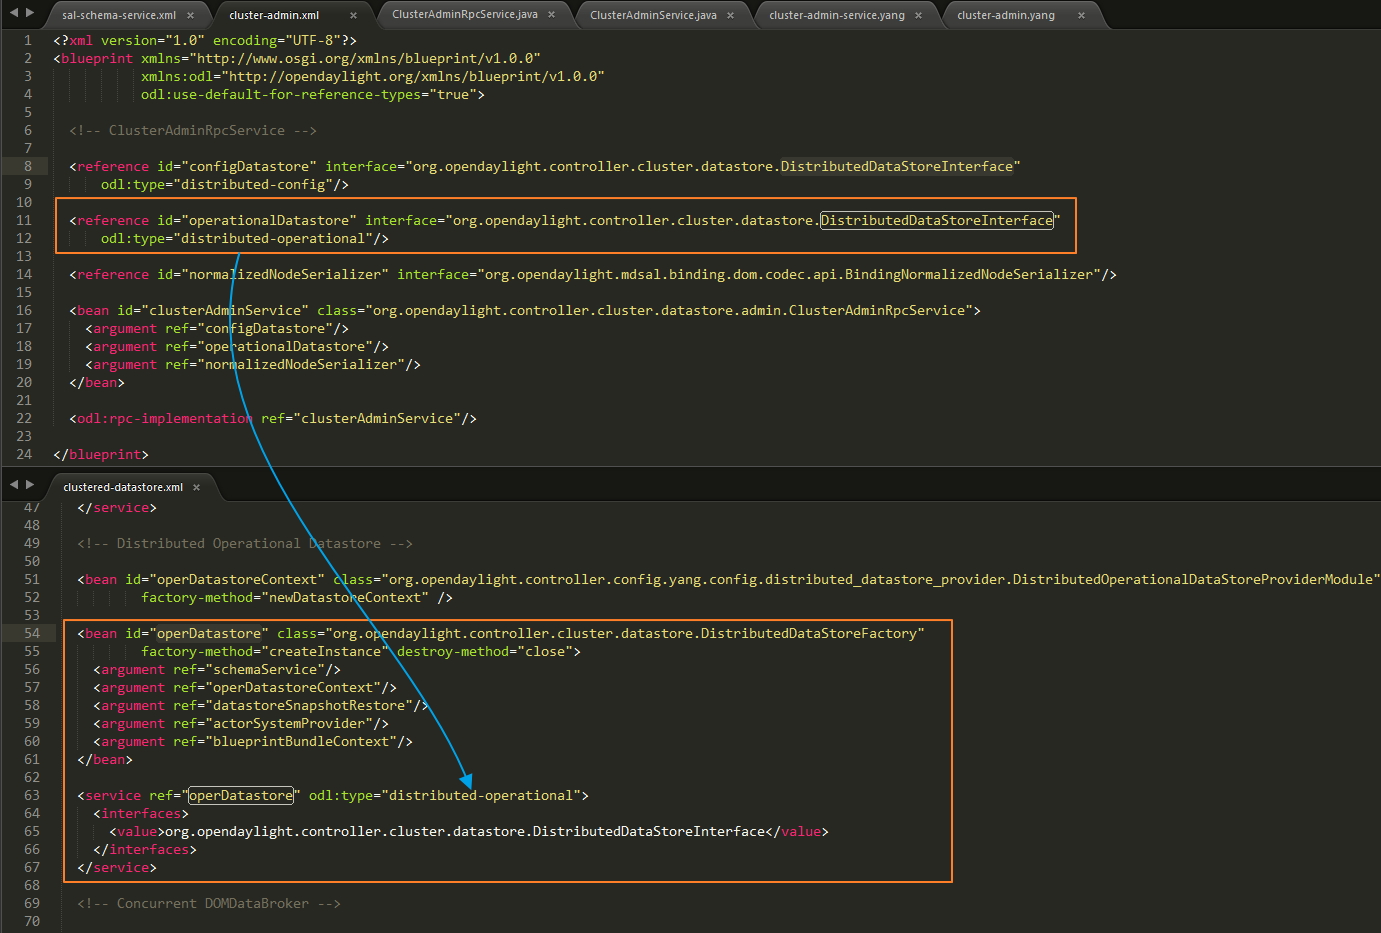 sal-schema-service.xml × cluster-admin.xml × ClusterAdminRpcService.java × ClusterAdminService.java × cluster-schema-admin-service.yang × cluster-admin.yang ×
1 <?xml version="1.0" encoding="UTF-8"?>
2 <blueprint xmlns="http://www.osgi.org/xmlns/blueprint/v1.0.0"
3 xmlns:odl="http://opendaylight.org/xmlns/blueprint/v1.0.0"
4 odl:use-default-for-reference-types="true">
5
6 <!-- ClusterAdminRpcService -->
7
8 <reference id="configDatastore" interface="org.opendaylight.controller.cluster.datastore.DistributedDataStoreInterface"
9 odl:type="distributed-config"/>
10
11 <reference id="operationalDatastore" interface="org.opendaylight.controller.cluster.datastore.DistributedDataStoreInterface"
12 odl:type="distributed-operational"/>
13
14 <reference id="normalizedNodeSerializer" interface="org.opendaylight.mdsal.binding.dom.codec.api.BindingNormalizedNodeSerializer"/>
15
16 <bean id="clusterAdminService" class="org.opendaylight.controller.cluster.datastore.admin.ClusterAdminRpcService">
17 <argument ref="configDatastore"/>
18 <argument ref="operationalDatastore"/>
19 <argument ref="normalizedNodeSerializer"/>
20 </bean>
21
22 <odl:rpc-implementation ref="clusterAdminService"/>
23
24 </blueprint>
clustered-datastore.xml ×
47 </service>
48
49 <!-- Distributed Operational Datastore -->
50
51 <bean id="operDatastoreContext" class="org.opendaylight.controller.config.yang.config.distributed_datastore_provider.DistributedOperationalDataStoreProviderModule"
52 factory-method="newDatastoreContext" />
53
54 <bean id="operDatastore" class="org.opendaylight.controller.cluster.datastore.DistributedDataStoreFactory"
55 factory-method="createInstance" destroy-method="close">
56 <argument ref="schemaService"/>
57 <argument ref="operDatastoreContext"/>
58 <argument ref="datastoreSnapshotRestore"/>
59 <argument ref="actorSystemProvider"/>
60 <argument ref="blueprintBundleContext"/>
61 </bean>
62
63 <service ref="operDatastore" odl:type="distributed-operational">
64 <interfaces>
65 <value>org.opendaylight.controller.cluster.datastore.DistributedDataStoreInterface</value>
66 </interfaces>
67 </service>
68
69 <!-- Concurrent DOMDataBroker -->
70